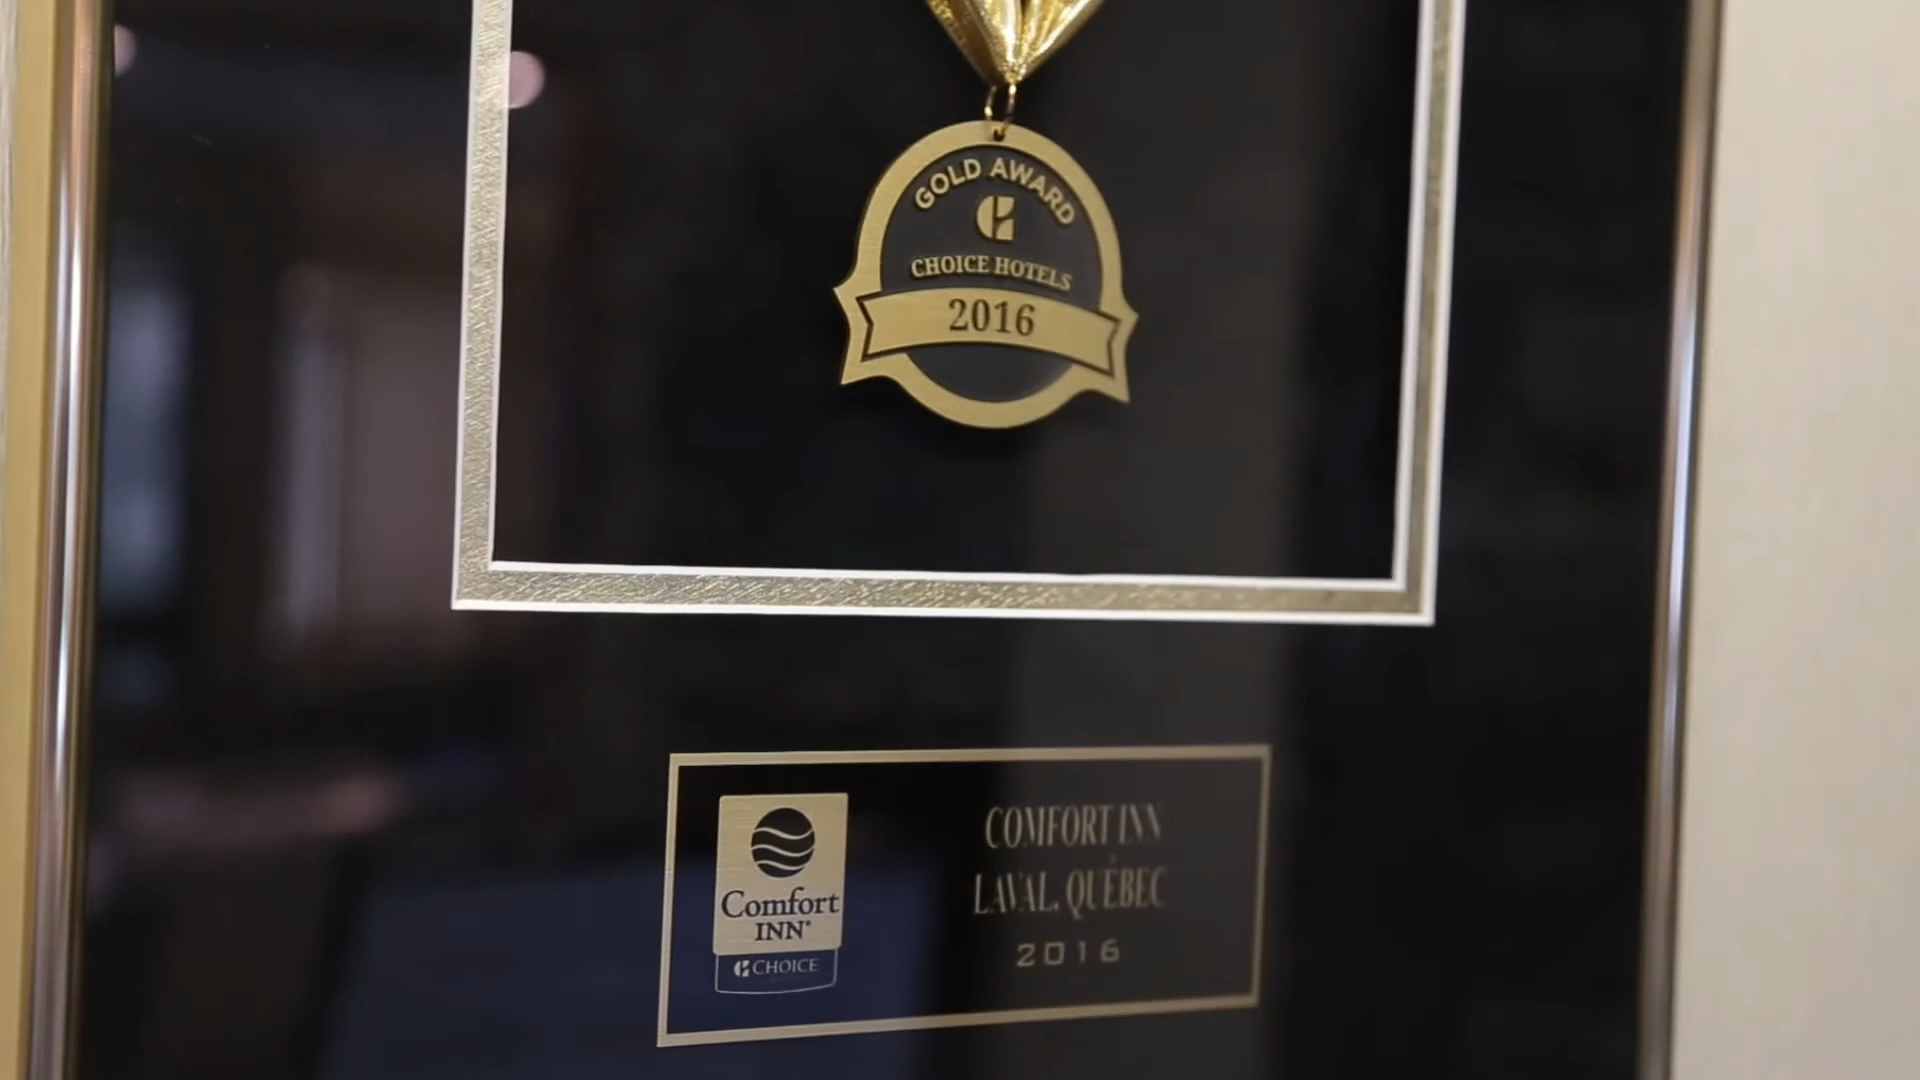 GOLD AWARD
CHOICE HOTELS
2016
Comfort
INN®
CHOICE
COMFORT INN
LAVAL, QUÉBEC
2016